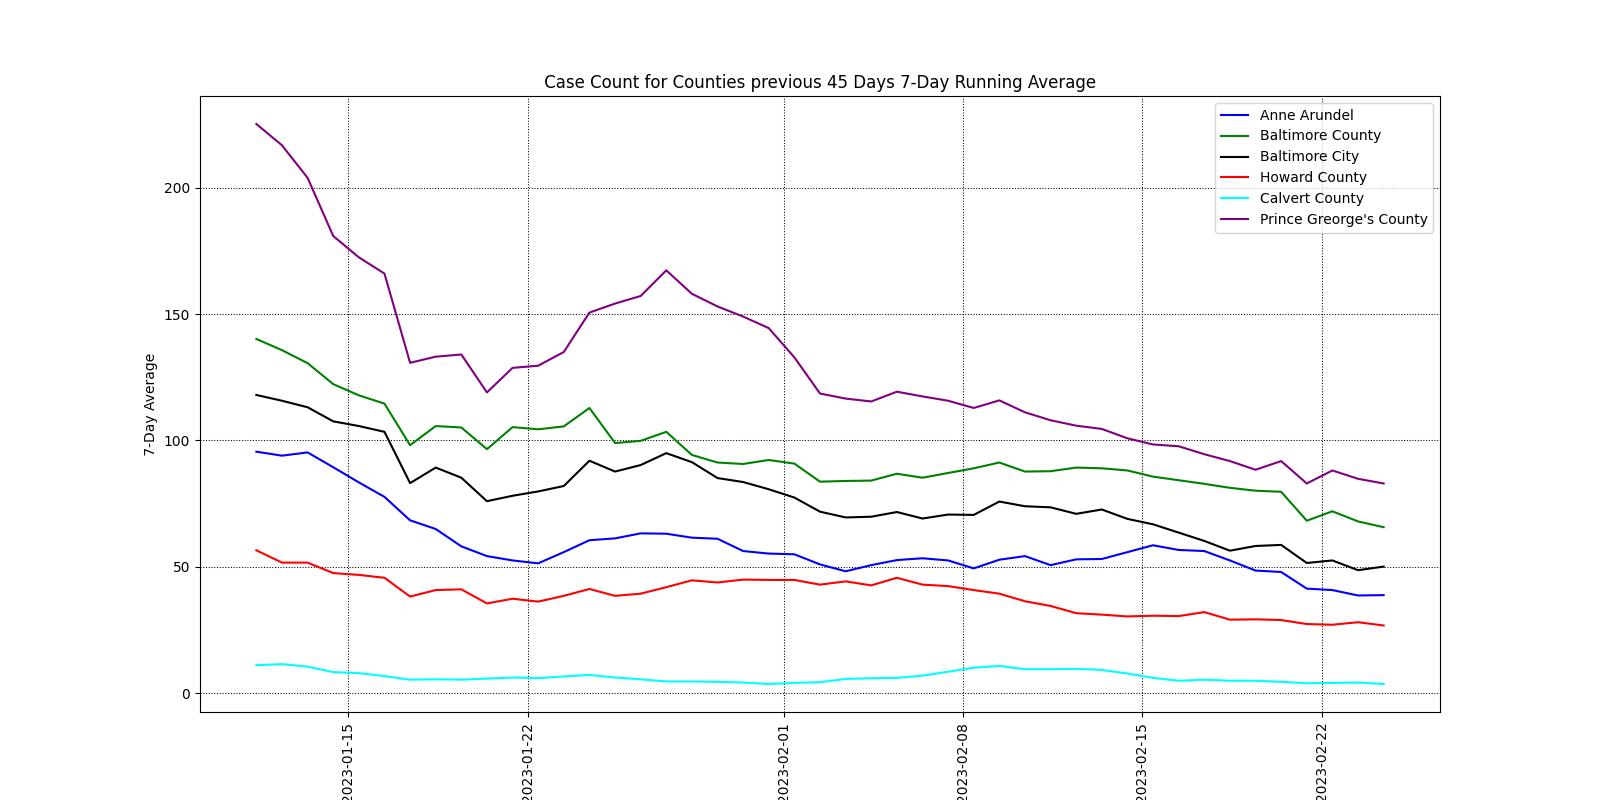 Case Count for Counties previous 45 Days 7-Day Running Average
Anne Arundel
Baltimore County
Baltimore City
Howard County
Calvert County
Prince Greorge's County
7-Day Average
200
150
100
50
0
2023-01-15
2023-01-22
2023-02-01
2023-02-08
2023-02-15
2023-02-22